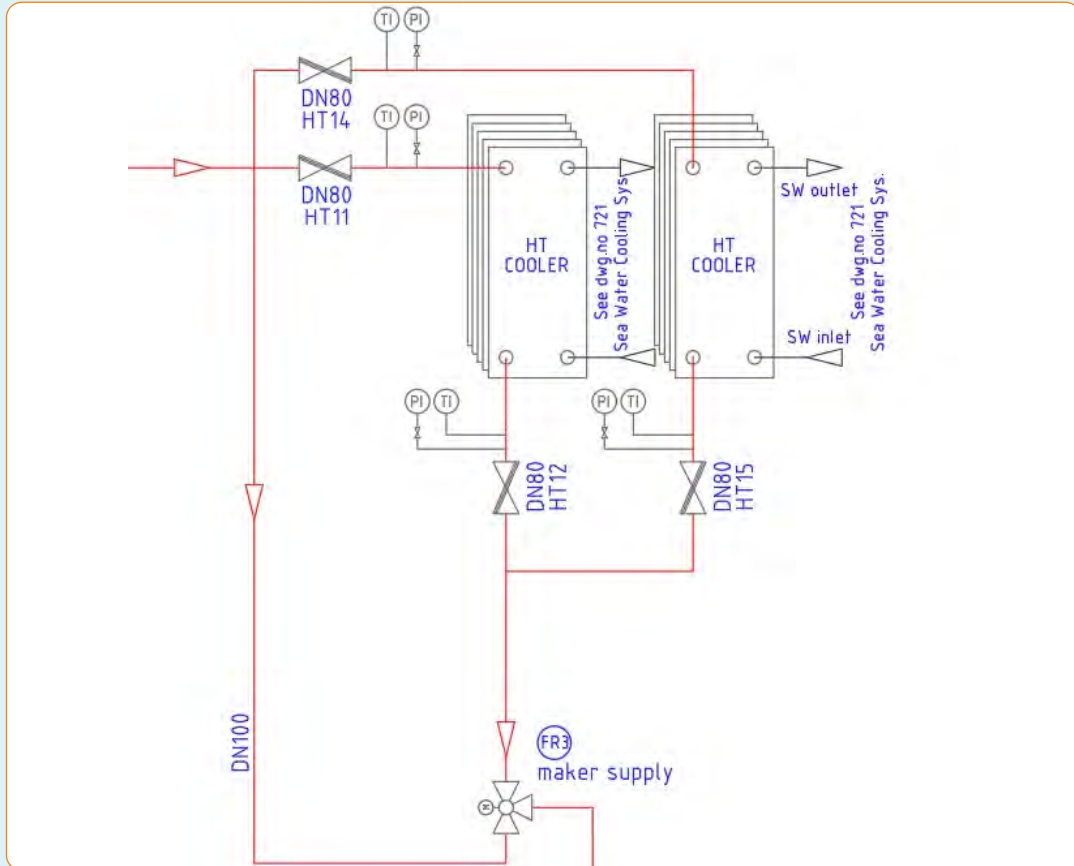 TI
PI
DN80
HT14
TI
PI
DN80
HT11
HT
COOLER
See dwg.no 721
Sea Water Cooling Sys.
HT
COOLER
SW outlet
SW inlet
See dwg.no 721
Sea Water Cooling Sys.
PI
TI
DN80
HT12
PI
TI
DN80
HT15
DN100
FR3
maker supply
M